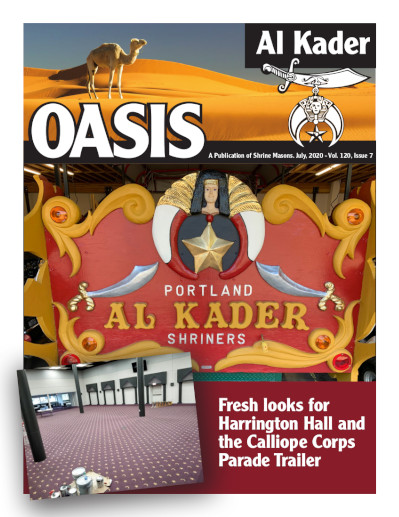 Al Kader
OASIS
A Publication of Shrine Masons. July, 2020 - Vol. 120, Issue 7
PORTLAND
AL KADER
SHRINERS
Fresh looks for
Harrington Hall and
the Calliope Corps
Parade Trailer